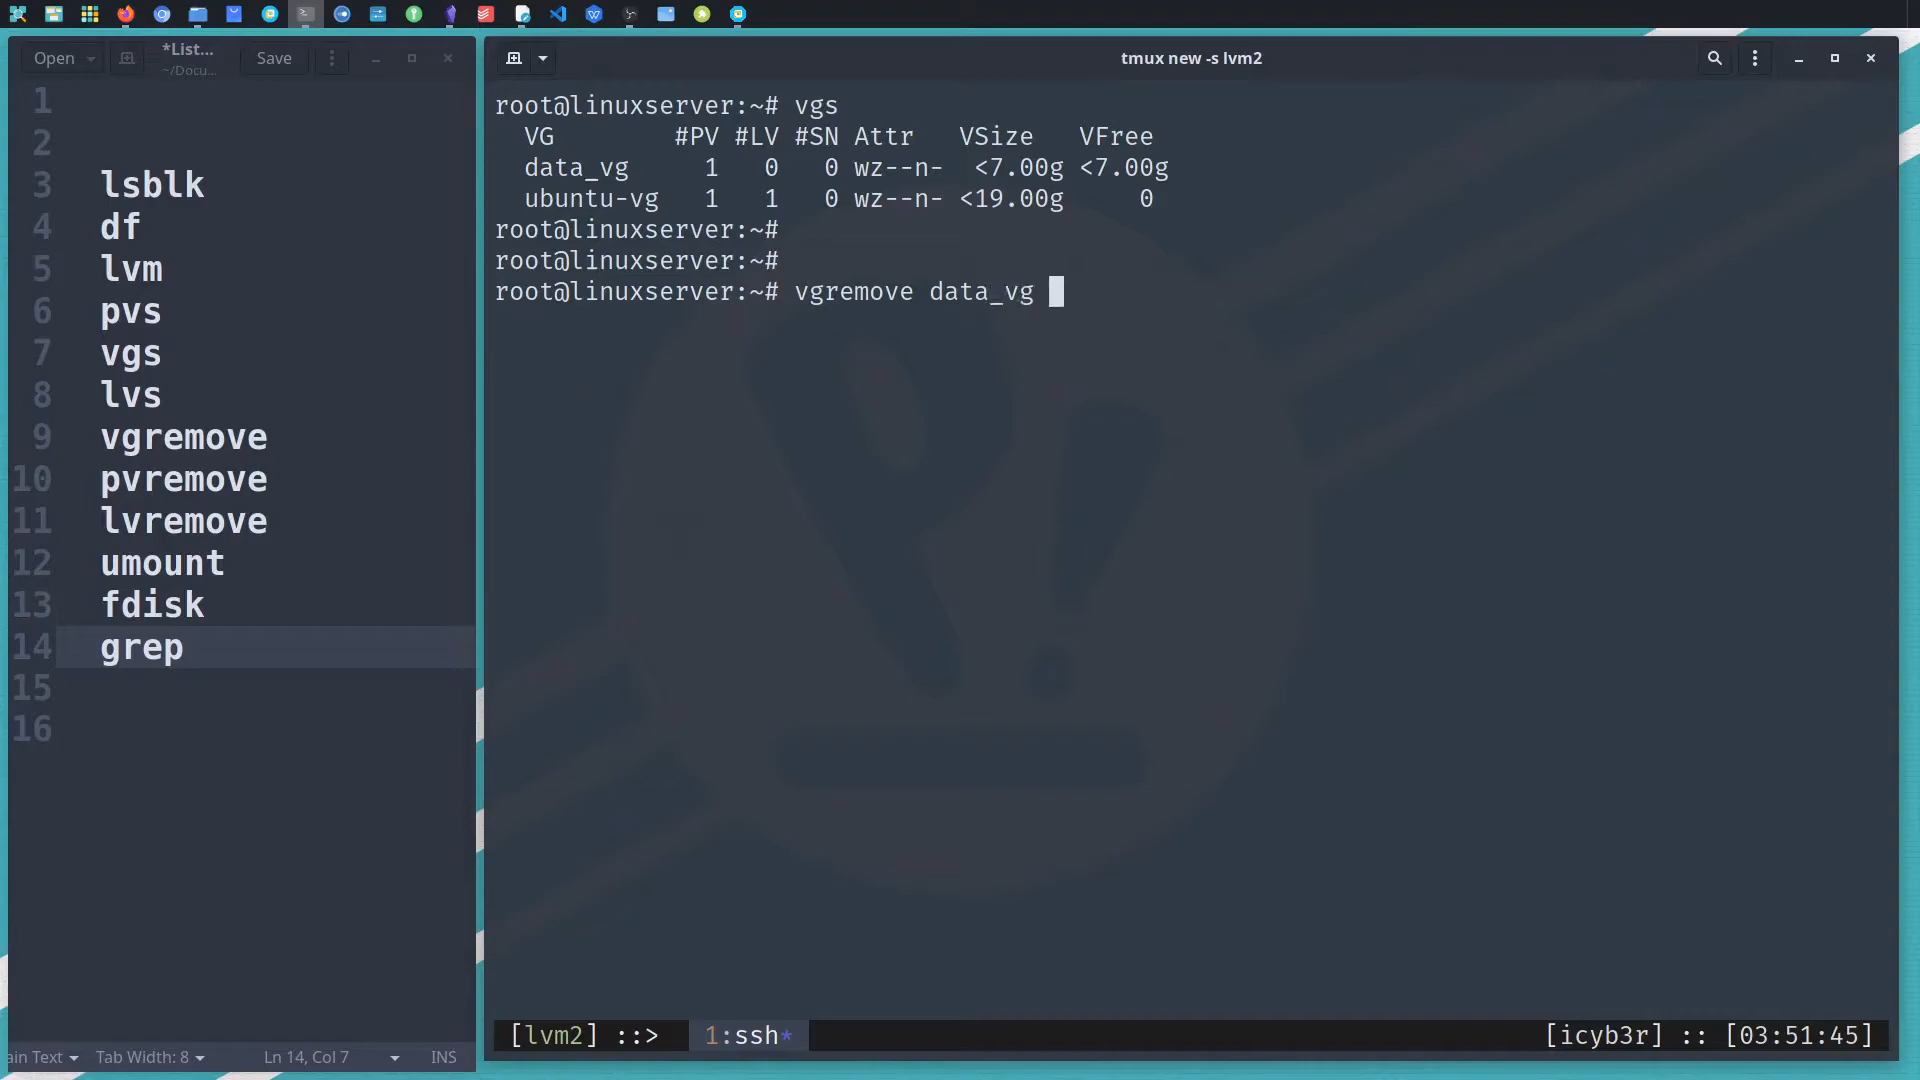 Open
*List...
~/Docu...
Save
1
2
3 lsblk
4 df
5 lvm
6 pvs
7 vgs
8 lvs
9 vgremove
10 pvremove
11 lvremove
12 umount
13 fdisk
14 grep
15
16
ain Text Tab Width: 8 Ln 14, Col 7 INS
tmux new -s lvm2
root@linuxserver:~# vgs
VG #PV #LV #SN Attr VSize VFree
data_vg 1 0 0 wz--n- <7.00g <7.00g
ubuntu-vg 1 1 0 wz--n- <19.00g 0
root@linuxserver:~#
root@linuxserver:~#
root@linuxserver:~# vgremove data_vg
[lvm2] ::> 1:ssh* [icyb3r] :: [03:51:45]